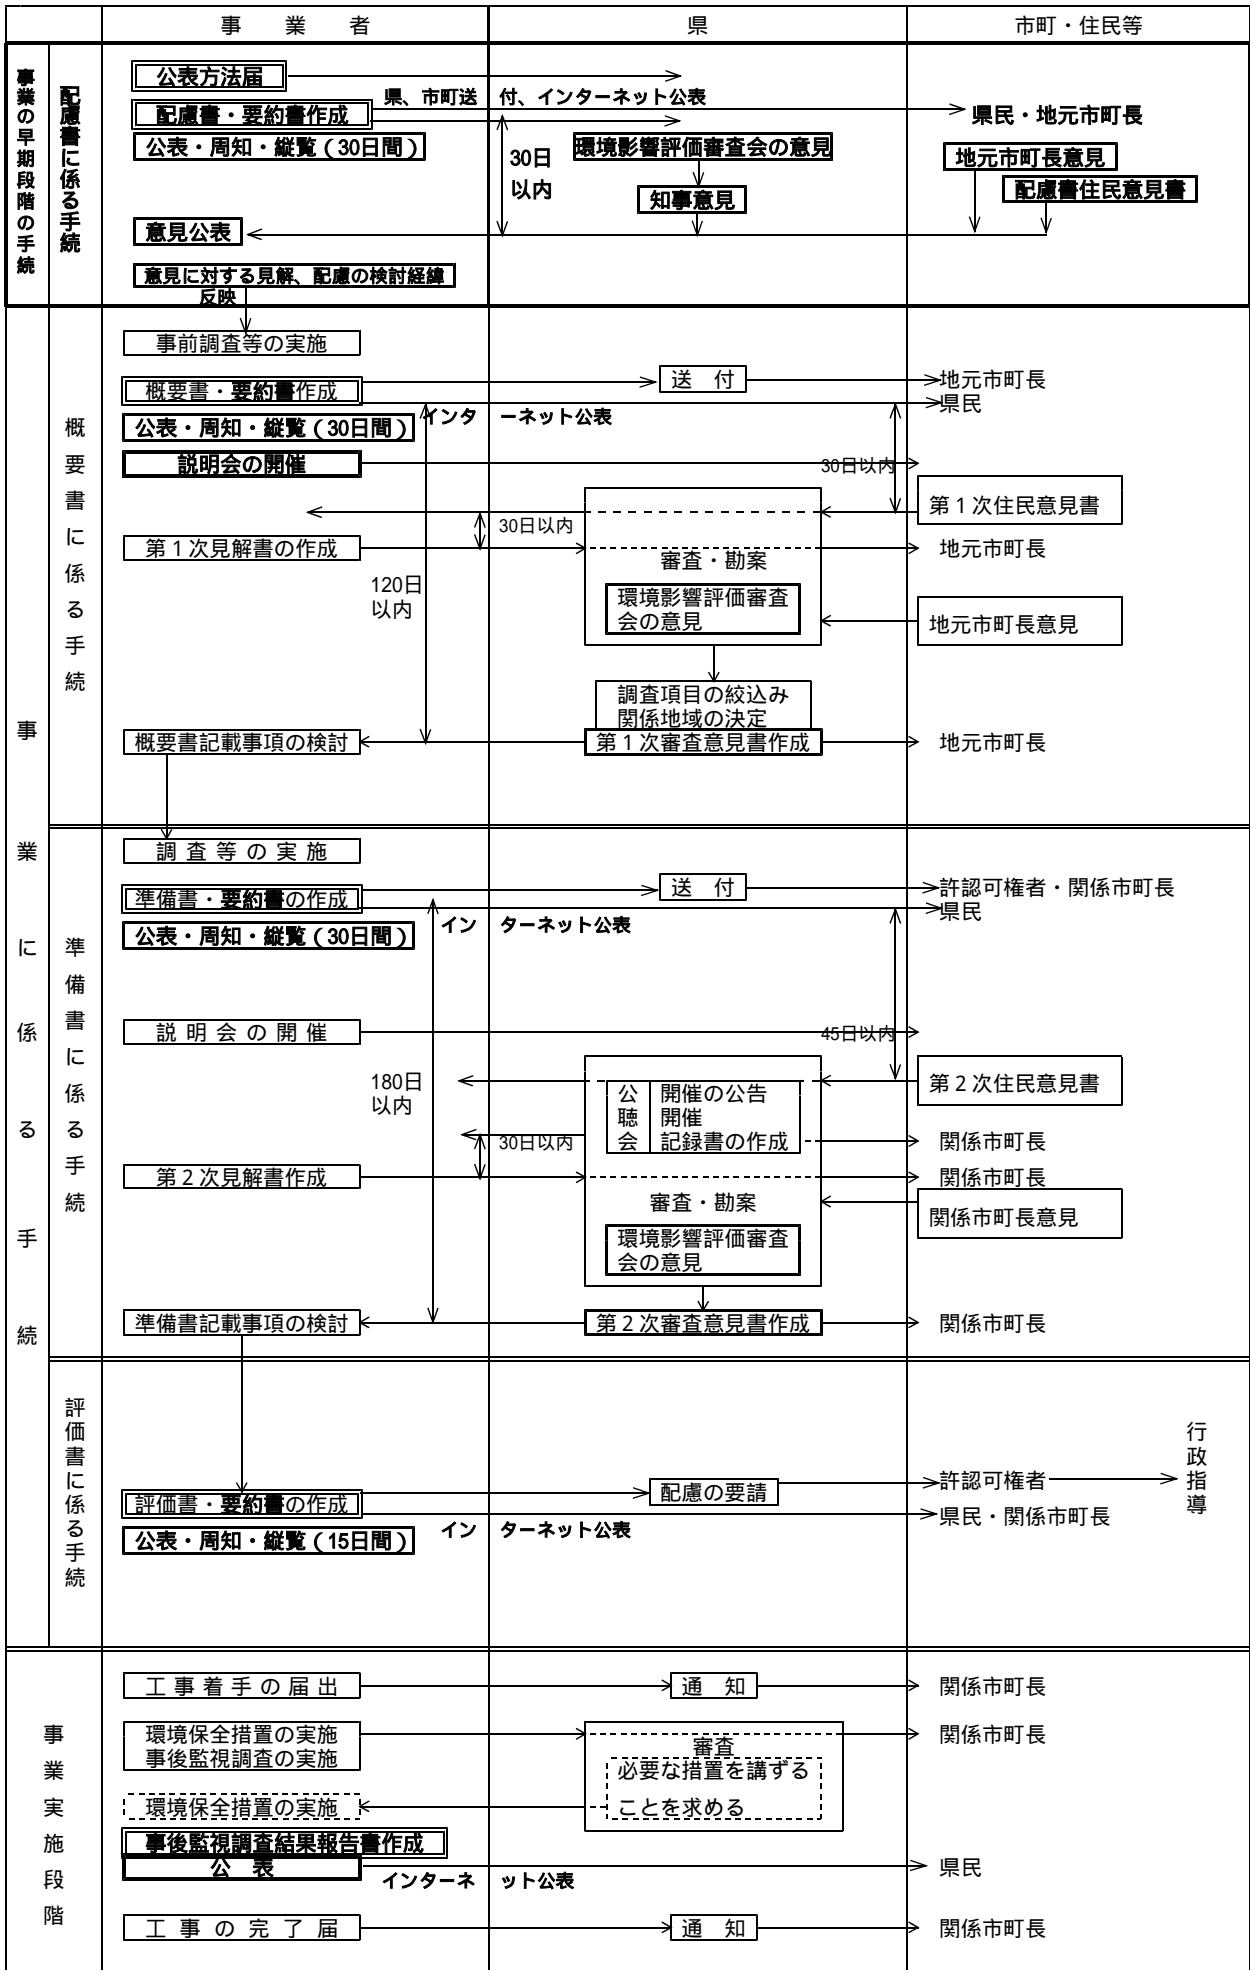 事　業　者
県
市町・住民等
事業の早期段階の手続
配慮書に係る手続
公表方法届
県、市町送付、インターネット公表
配慮書・要約書作成
県民・地元市町長
公表・周知・縦覧（30日間）
30日
以内
環境影響評価審査会の意見
地元市町長意見
知事意見
配慮書住民意見書
意見公表
意見に対する見解、配慮の検討経緯
反映
事業に係る手続
概要書に係る手続
事前調査等の実施
概要書・要約書作成
送　付
地元市町長
県民
インターネット公表
公表・周知・縦覧（30日間）
説明会の開催
30日以内
第１次住民意見書
30日以内
第１次見解書の作成
地元市町長
審査・勘案
120日
以内
環境影響評価審査
会の意見
地元市町長意見
調査項目の絞込み
関係地域の決定
概要書記載事項の検討
第１次審査意見書作成
地元市町長
準備書に係る手続
調査等の実施
準備書・要約書の作成
送　付
許認可権者・関係市町長
県民
インターネット公表
公表・周知・縦覧（30日間）
説明会の開催
45日以内
180日
以内
公聴会
開催の公告
開催
記録書の作成
第２次住民意見書
30日以内
関係市町長
第２次見解書作成
関係市町長
審査・勘案
関係市町長意見
環境影響評価審査
会の意見
準備書記載事項の検討
第２次審査意見書作成
関係市町長
評価書に係る手続
評価書・要約書の作成
配慮の要請
許認可権者
行政指導
県民・関係市町長
インターネット公表
公表・周知・縦覧（15日間）
事業実施段階
工事着手の届出
通　知
関係市町長
環境保全措置の実施
事後監視調査の実施
審査
関係市町長
必要な措置を講ずる
ことを求める
環境保全措置の実施
事後監視調査結果報告書作成
公　表
インターネット公表
県民
工事の完了届
通　知
関係市町長